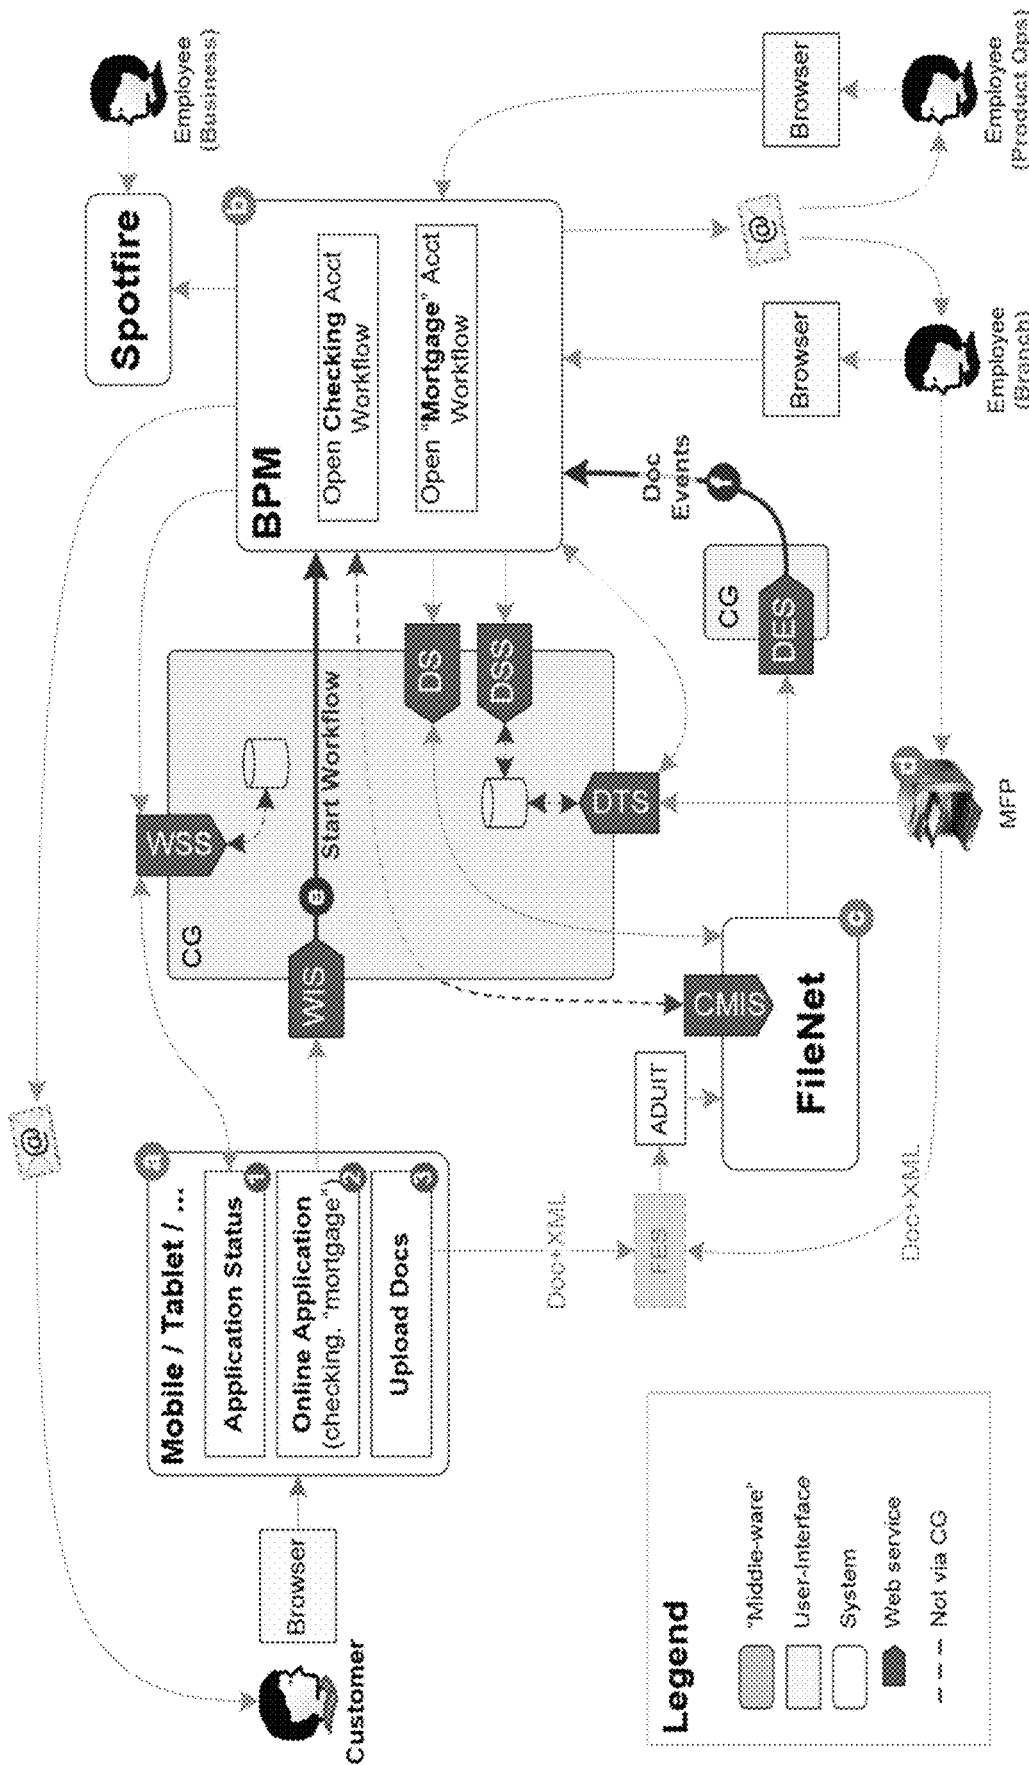 Customer
Browser
@
Mobile / Tablet / ...
a
Application Status
1
Online Application
(checking, "mortgage")
2
Upload Docs
3
WSS
CG
WIS
Start Workflow
DS
DSS
DTS
BPM
b
Open Checking Acct
Workflow
Open "Mortgage" Acct
Workflow
Spotfire
Employee
(Business)
Doc+XML
ADUIT
CMIS
FileNet
c
CG
DES
Doc
Events
Browser
Browser
@
Employee
(Branch)
Employee
(Product Ops)
MFP
Doc+XML
Legend
"Middle-ware"
User-Interface
System
Web service
Not via CG